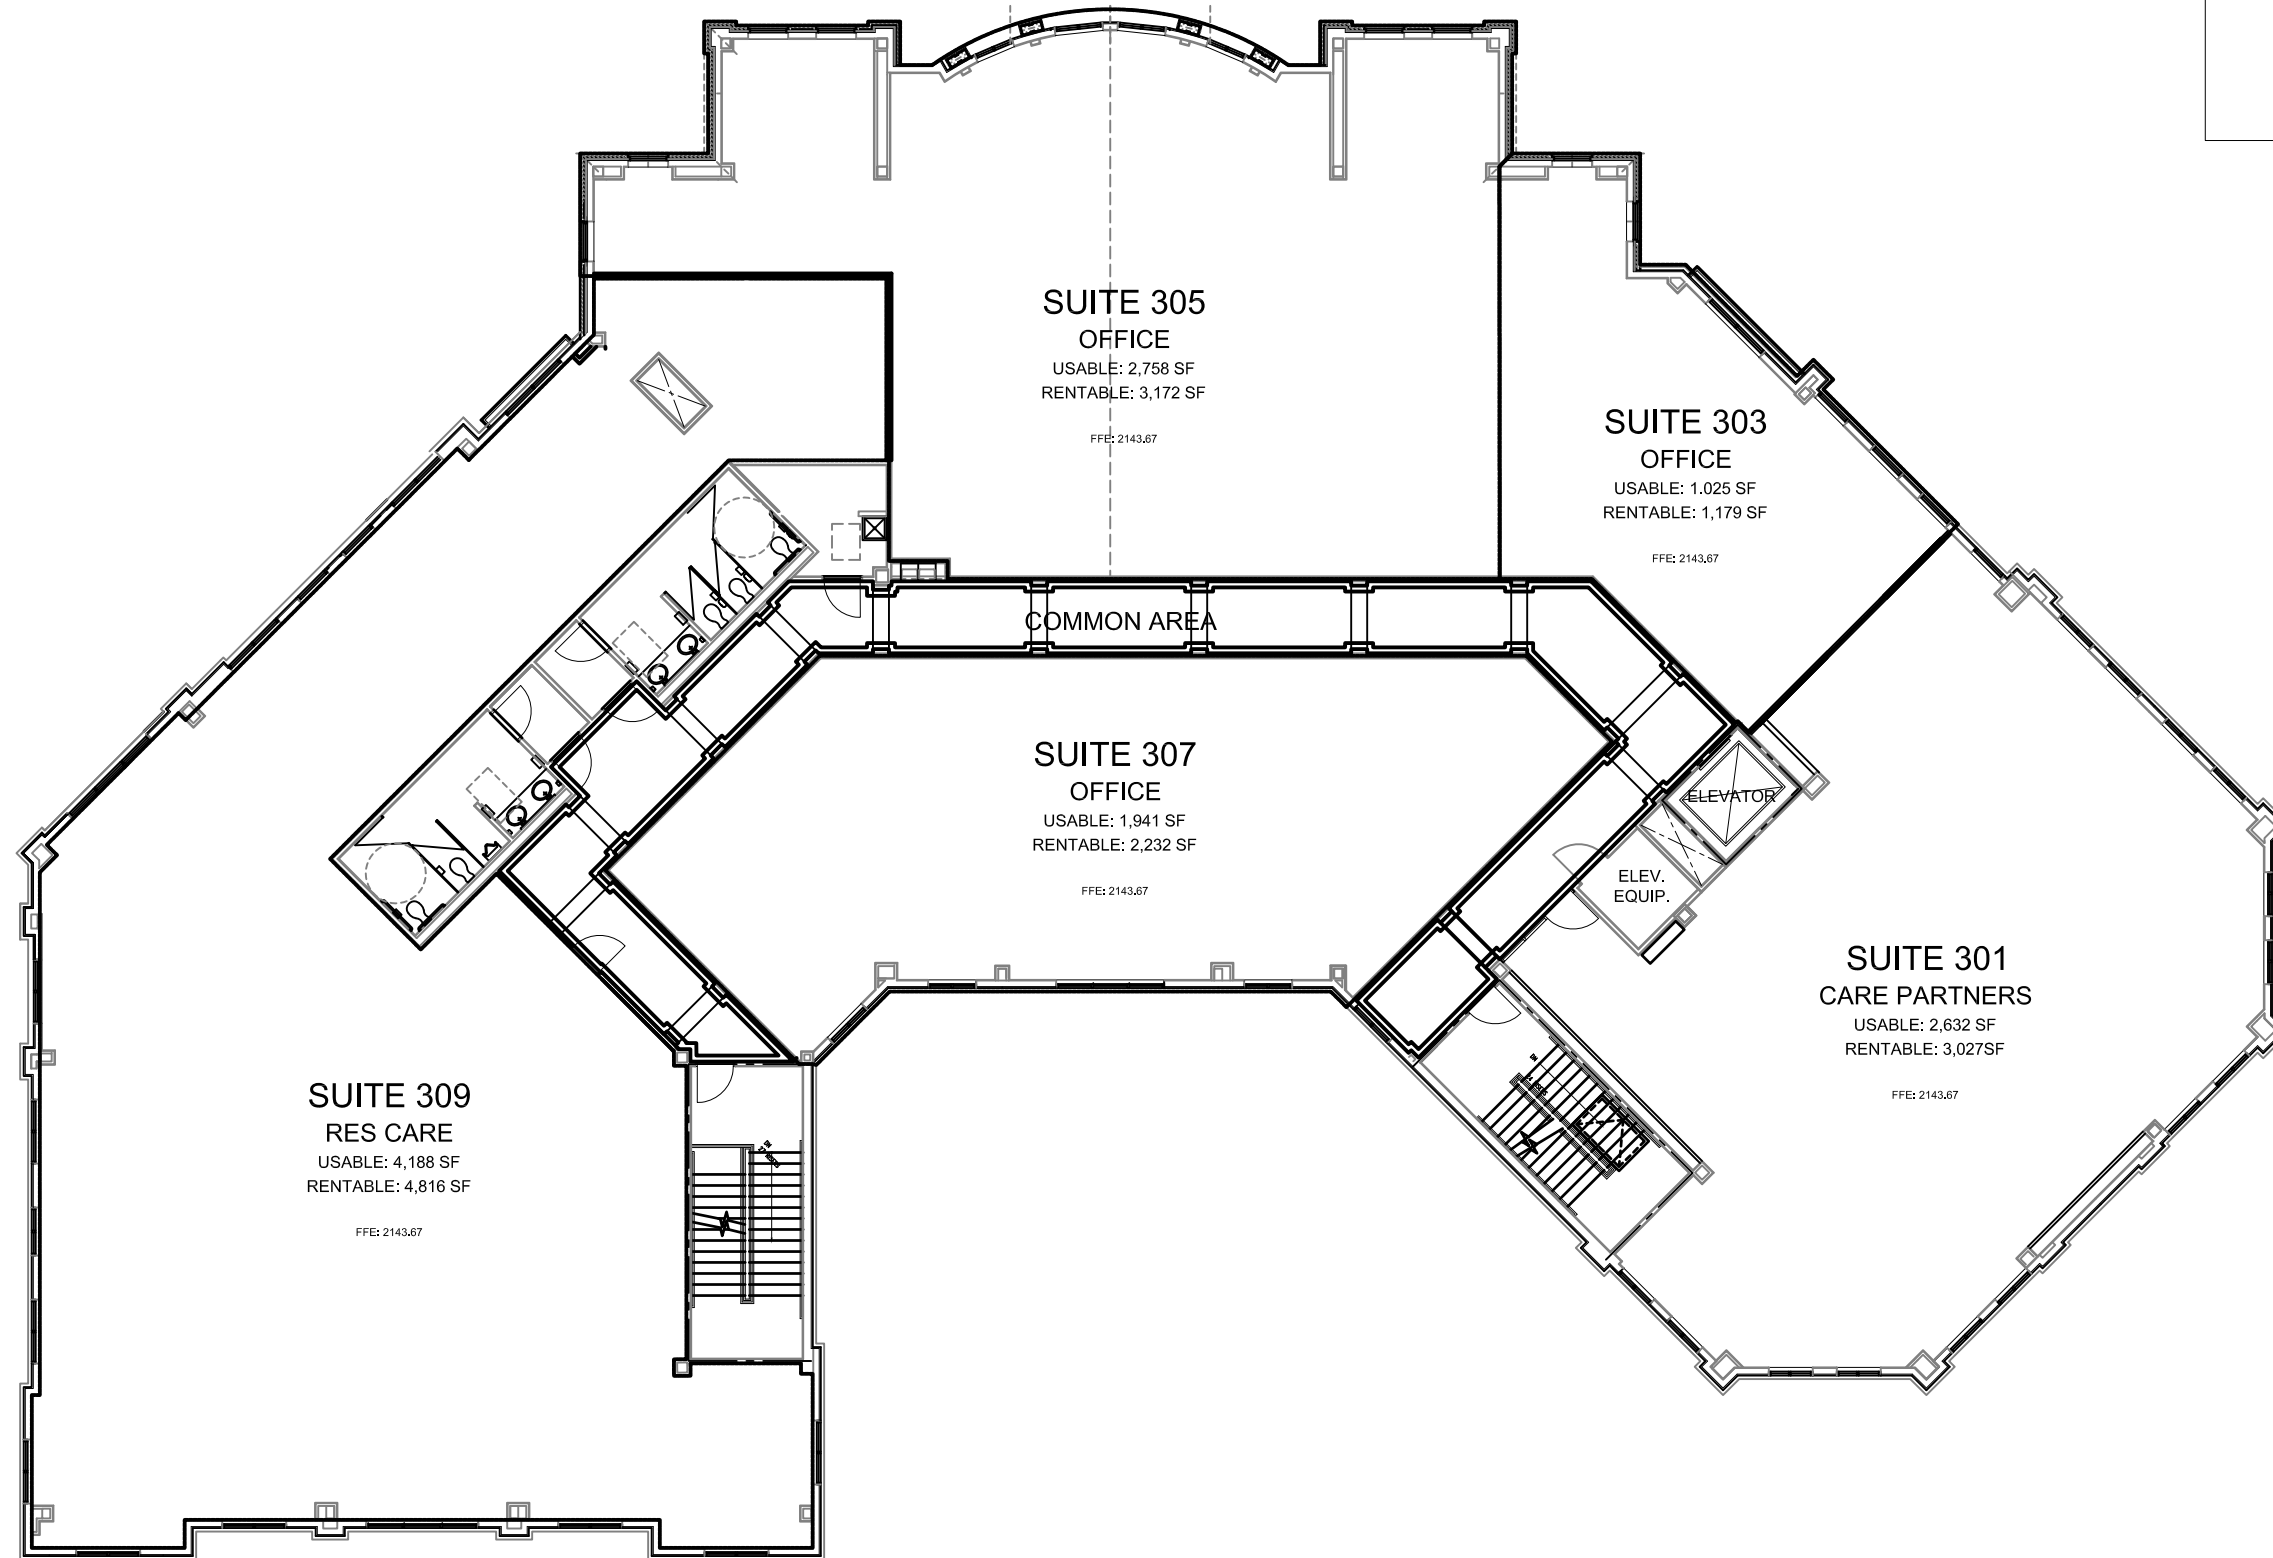 SUITE 305
OFFICE
USABLE: 2,758 SF
RENTABLE: 3,172 SF
FFE: 2143.67
SUITE 303
OFFICE
USABLE: 1.025 SF
RENTABLE: 1,179 SF
FFE: 2143.67
COMMON AREA
SUITE 307
OFFICE
USABLE: 1,941 SF
RENTABLE: 2,232 SF
FFE: 2143.67
ELEVATOR
ELEV.
EQUIP.
SUITE 301
CARE PARTNERS
USABLE: 2,632 SF
RENTABLE: 3,027SF
FFE: 2143.67
SUITE 309
RES CARE
USABLE: 4,188 SF
RENTABLE: 4,816 SF
FFE: 2143.67
DN
DN